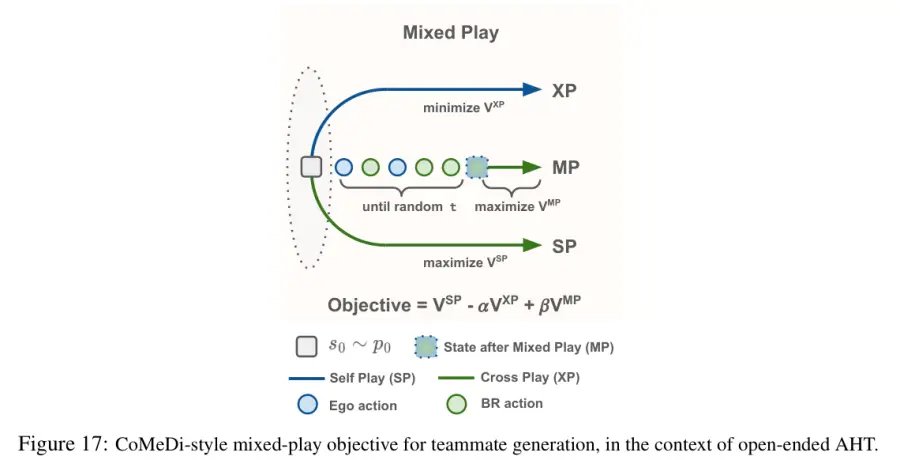 Mixed Play
XP
minimize V^XP
MP
until random t
maximize V^MP
SP
maximize V^SP
Objective = V^SP - αV^XP + βV^MP
s₀ ∼ p₀
State after Mixed Play (MP)
Self Play (SP)
Cross Play (XP)
Ego action
BR action
Figure 17: CoMeDi-style mixed-play objective for teammate generation, in the context of open-ended AHT.